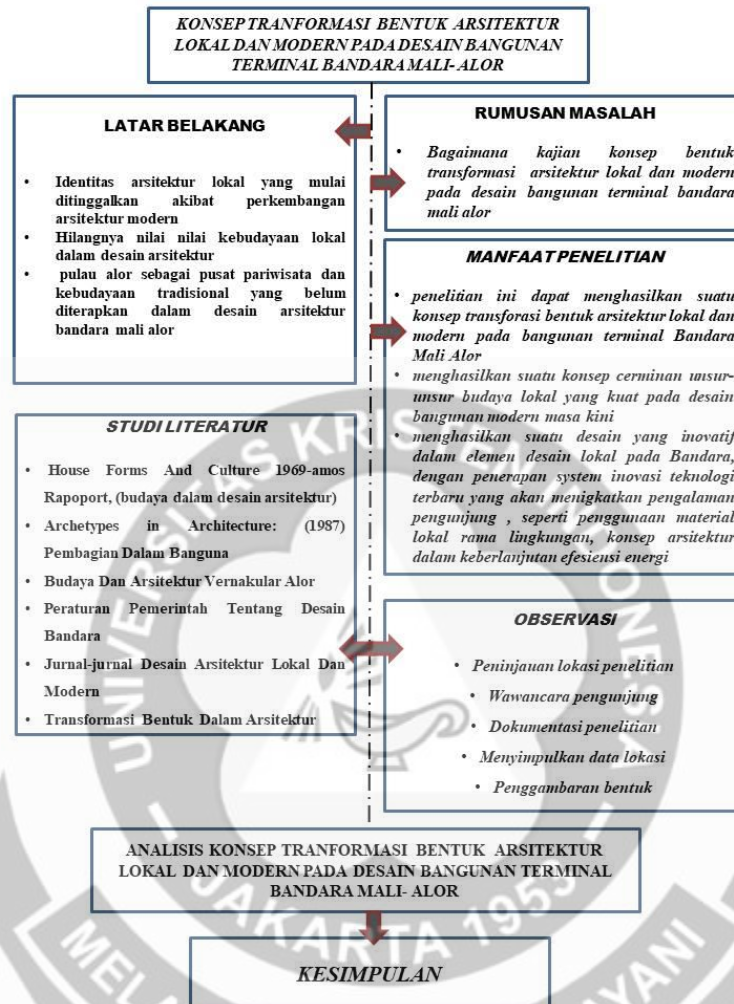 KONSEP TRANFORMASI BENTUK ARSITEKTUR
LOKAL DAN MODERN PADA DESAIN BANGUNAN
TERMINAL BANDARA MALI- ALOR
LATAR BELAKANG
• Identitas arsitektur lokal yang mulai
ditinggalkan akibat perkembangan
arsitektur modern
• Hilangnya nilai nilai kebudayaan lokal
dalam desain arsitektur
• pulau alor sebagai pusat pariwisata dan
kebudayaan tradisional yang belum
diterapkan dalam desain arsitektur
bandara mali alor
RUMUSAN MASALAH
• Bagaimana kajian konsep bentuk
transformasi arsitektur lokal dan modern
pada desain bangunan terminal bandara
mali alor
MANFAAT PENELITIAN
• penelitian ini dapat menghasilkan suatu
konsep transforasi bentuk arsitektur lokal dan
modern pada bangunan terminal Bandara
Mali Alor
• menghasilkan suatu konsep cerminan unsur-
unsur budaya lokal yang kuat pada desain
bangunan modern masa kini
• menghasilkan suatu desain yang inovatif
dalam elemen desain lokal pada Bandara,
dengan penerapan system inovasi teknologi
terbaru yang akan menigkatkan pengalaman
pengunjung , seperti penggunaan material
lokal rama lingkungan, konsep arsitektur
dalam keberlanjutan efesiensi energi
STUDI LITERATUR
• House Forms And Culture 1969-amos
Rapoport, (budaya dalam desain arsitektur)
• Archetypes in Architecture: (1987)
Pembagian Dalam Banguna
• Budaya Dan Arsitektur Vernakular Alor
• Peraturan Pemerintah Tentang Desain
Bandara
• Jurnal-jurnal Desain Arsitektur Lokal Dan
Modern
• Transformasi Bentuk Dalam Arsitektur
OBSERVASI
• Peninjauan lokasi penelitian
• Wawancara pengunjung
• Dokumentasi penelitian
• Menyimpulkan data lokasi
• Penggambaran bentuk
ANALISIS KONSEP TRANFORMASI BENTUK ARSITEKTUR
LOKAL DAN MODERN PADA DESAIN BANGUNAN TERMINAL
BANDARA MALI- ALOR
KESIMPULAN
UNIVERSITAS KRISTEN INDONESIA
JAKARTA 1953